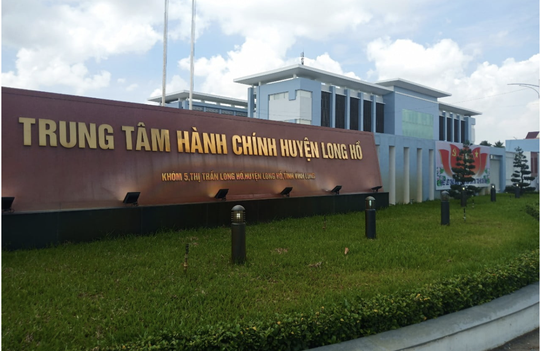 TRUNG TÂM HÀNH CHÍNH HUYỆN LONG HỒ
KHÓM 5, THỊ TRẤN LONG HỒ, HUYỆN LONG HỒ, TỈNH VĨNH LONG